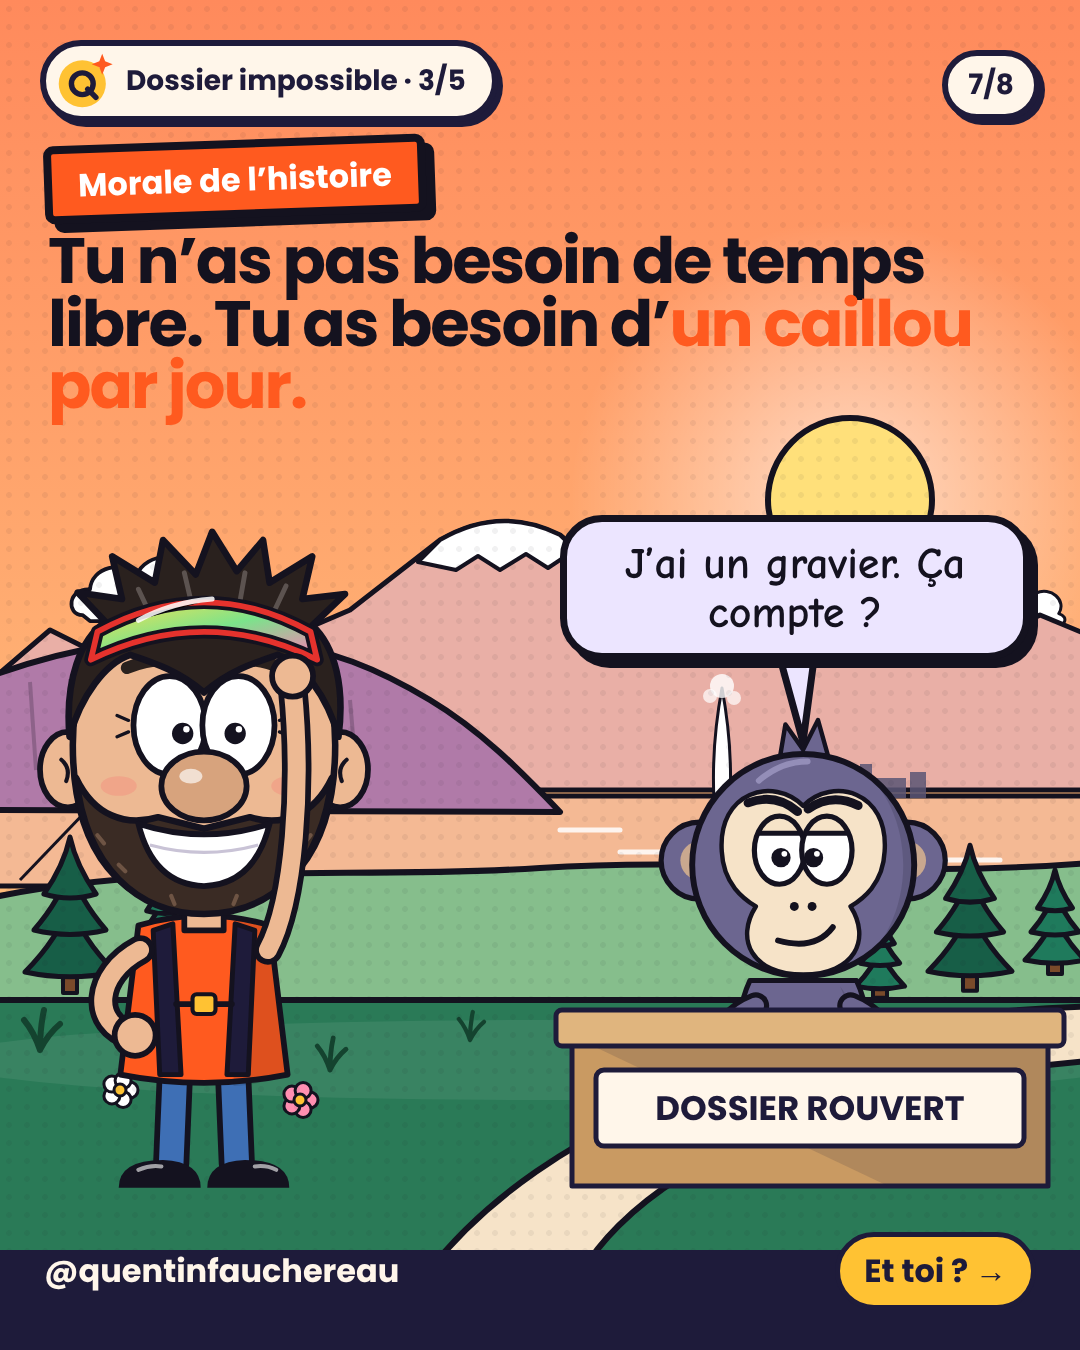 Q
Dossier impossible · 3/5
7/8
Morale de l’histoire
Tu n’as pas besoin de temps
libre. Tu as besoin d’un caillou
par jour.
J’ai un gravier. Ça
compte ?
DOSSIER ROUVERT
@quentinfauchereau
Et toi ? →